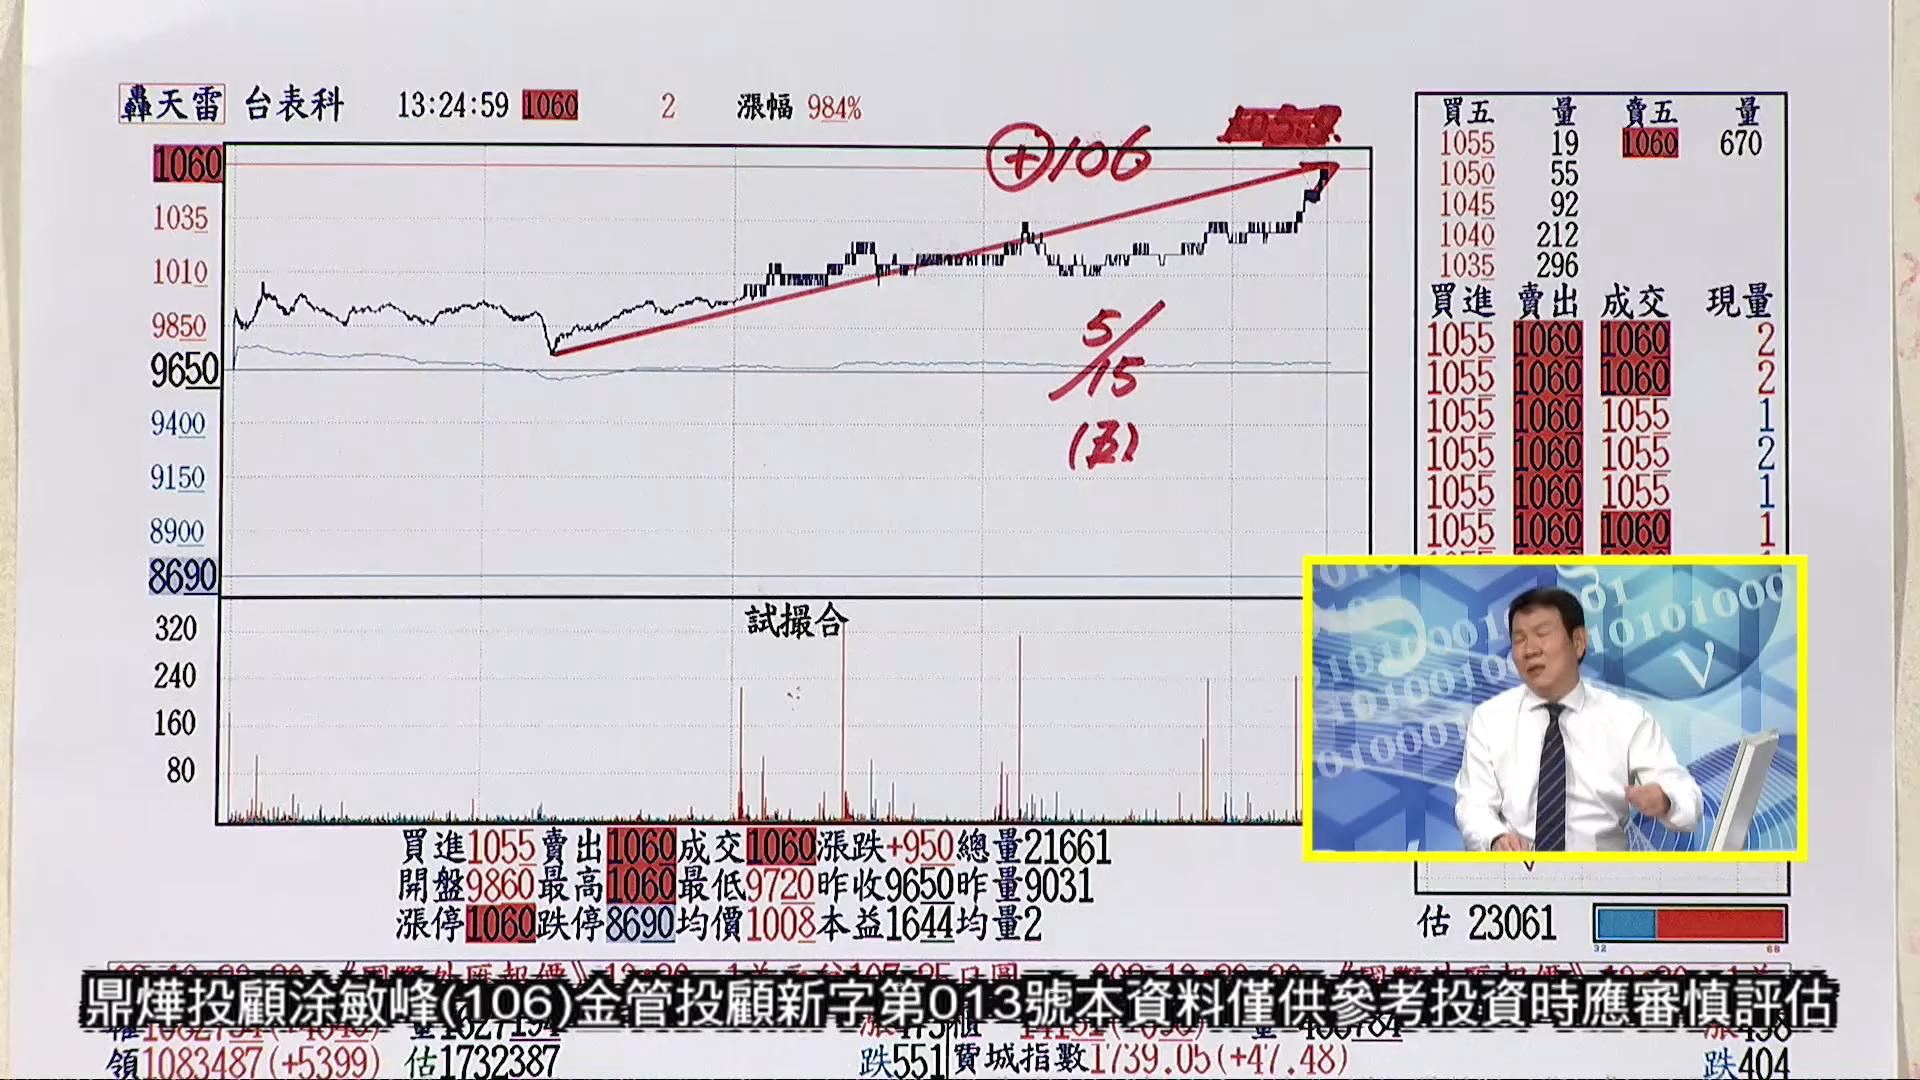 轟天雷 台表科 13:24:59 1060 2 漲幅 984%
⊕106
5/15
(五)
1060
1035
1010
9850
9650
9400
9150
8900
8690
試撮合
320
240
160
80
買五 量 賣五 量
1055 19 1060 670
1050 55
1045 92
1040 212
1035 296
買進 賣出 成交 現量
1055 1060 1060 2
1055 1060 1060 2
1055 1060 1055 1
1055 1060 1055 2
1055 1060 1055 1
1055 1060 1060 1
買進1055賣出1060成交1060漲跌+950總量21661
開盤9860最高1060最低9720昨收9650昨量9031
漲停1060跌停8690均價1008本益1644均量2
估 23061
32 68
鼎燁投顧涂敏峰(106)金管投顧新字第013號本資料僅供參考投資時應審慎評估
領1083487(+5399) 估1732387 跌551 費城指數1739.05(+47.48) 跌404